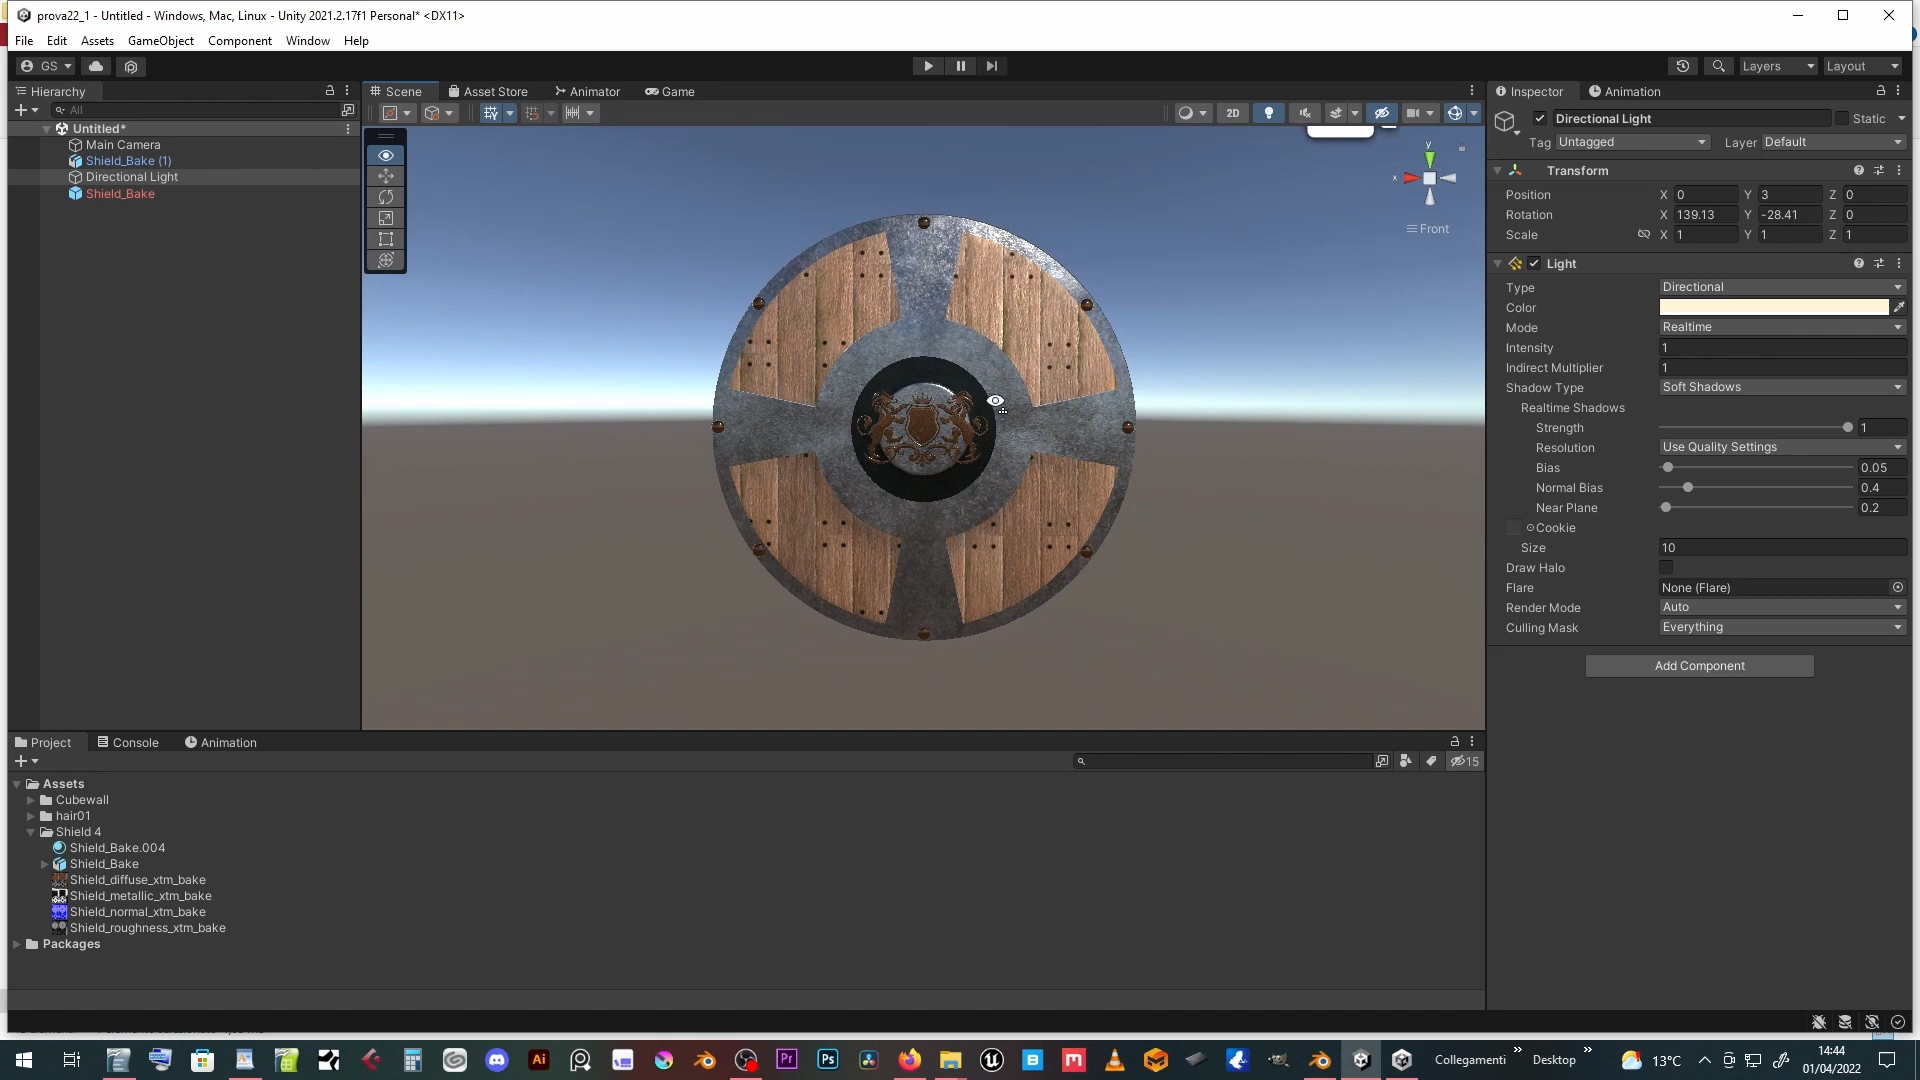 prova22_1 - Untitled - Windows, Mac, Linux - Unity 2021.2.17f1 Personal* <DX11>
File Edit Assets GameObject Component Window Help
GS
Layers Layout
Hierarchy
All
Untitled*
Main Camera
Shield_Bake (1)
Directional Light
Shield_Bake
Scene Asset Store Animator Game
2D
y
x
Front
Inspector Animation
Directional Light Static
Tag Untagged Layer Default
Transform
Position X 0 Y 3 Z 0
Rotation X 139.13 Y -28.41 Z 0
Scale X 1 Y 1 Z 1
Light
Type Directional
Color
Mode Realtime
Intensity 1
Indirect Multiplier 1
Shadow Type Soft Shadows
Realtime Shadows
Strength 1
Resolution Use Quality Settings
Bias 0.05
Normal Bias 0.4
Near Plane 0.2
Cookie
Size 10
Draw Halo
Flare None (Flare)
Render Mode Auto
Culling Mask Everything
Add Component
Project Console Animation
15
Assets
Cubewall
hair01
Shield 4
Shield_Bake.004
Shield_Bake
Shield_diffuse_xtm_bake
Shield_metallic_xtm_bake
Shield_normal_xtm_bake
Shield_roughness_xtm_bake
Packages
Ai Pr Ps B
Collegamenti » Desktop » 13°C
14:44
01/04/2022